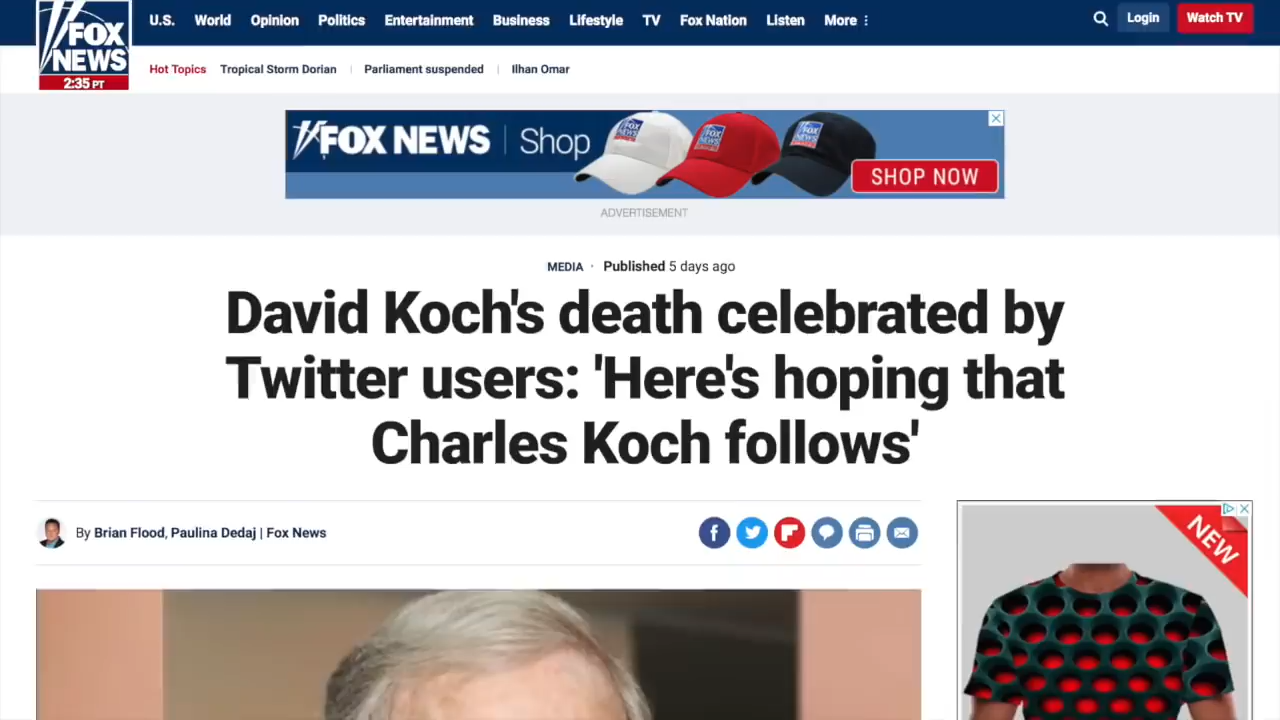 U.S. World Opinion Politics Entertainment Business Lifestyle TV Fox Nation Listen More Login Watch TV
FOX
NEWS
2:35 PT
Hot Topics Tropical Storm Dorian Parliament suspended Ilhan Omar
FOX NEWS Shop
SHOP NOW
ADVERTISEMENT
MEDIA · Published 5 days ago
David Koch's death celebrated by
Twitter users: 'Here's hoping that
Charles Koch follows'
By Brian Flood, Paulina Dedaj | Fox News
NEW